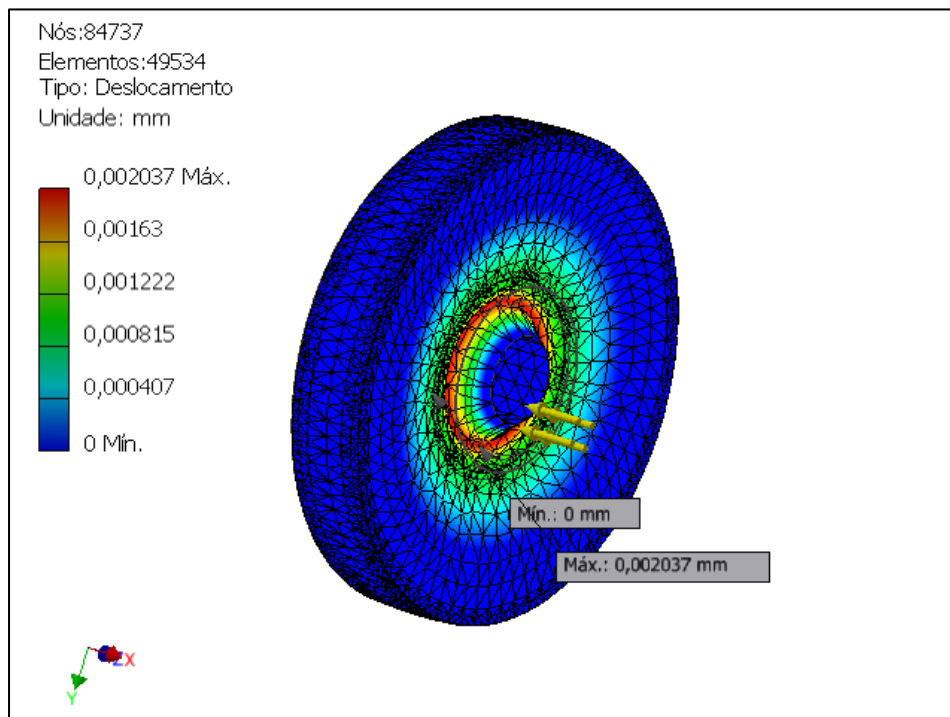 Nós:84737
Elementos:49534
Tipo: Deslocamento
Unidade: mm
0,002037 Máx.
0,00163
0,001222
0,000815
0,000407
0 Mín.
Mín.: 0 mm
Máx.: 0,002037 mm
ZX
Y